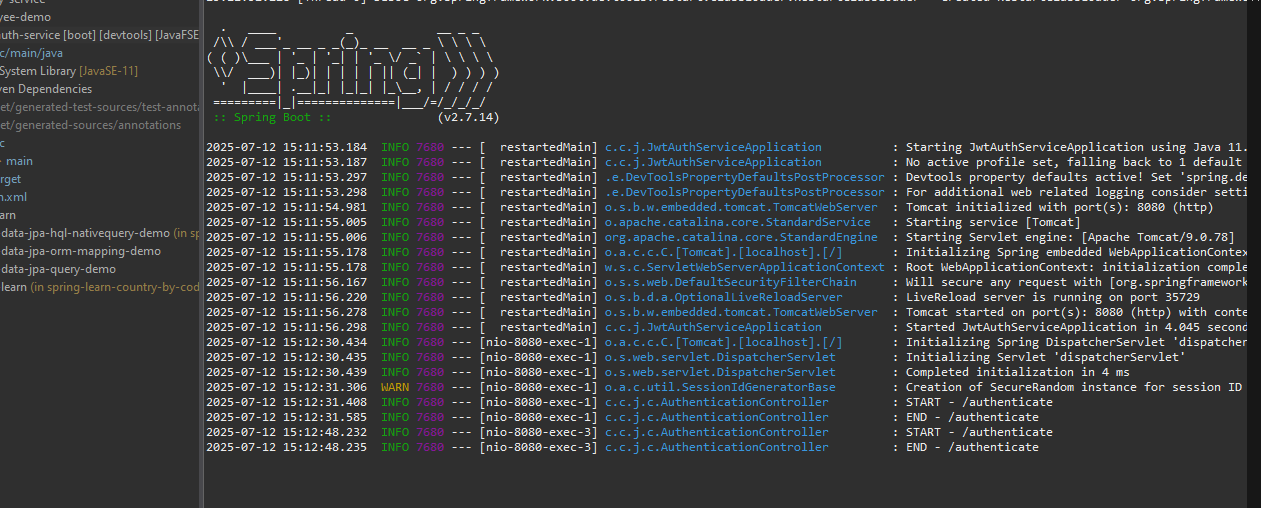 y-service
yee-demo
auth-service [boot] [devtools] [JavaFSE
c/main/java
System Library [JavaSE-11]
ven Dependencies
et/generated-test-sources/test-annota
et/generated-sources/annotations
c
main
rget
n.xml
arn
data-jpa-hql-nativequery-demo (in sp
data-jpa-orm-mapping-demo
data-jpa-query-demo
learn (in spring-learn-country-by-cod
:: Spring Boot :: (v2.7.14)
2025-07-12 15:11:53.184 INFO 7680 --- [ restartedMain] c.c.j.JwtAuthServiceApplication : Starting JwtAuthServiceApplication using Java 11.
2025-07-12 15:11:53.187 INFO 7680 --- [ restartedMain] c.c.j.JwtAuthServiceApplication : No active profile set, falling back to 1 default
2025-07-12 15:11:53.297 INFO 7680 --- [ restartedMain] .e.DevToolsPropertyDefaultsPostProcessor : Devtools property defaults active! Set 'spring.de
2025-07-12 15:11:53.298 INFO 7680 --- [ restartedMain] .e.DevToolsPropertyDefaultsPostProcessor : For additional web related logging consider setti
2025-07-12 15:11:54.981 INFO 7680 --- [ restartedMain] o.s.b.w.embedded.tomcat.TomcatWebServer : Tomcat initialized with port(s): 8080 (http)
2025-07-12 15:11:55.005 INFO 7680 --- [ restartedMain] o.apache.catalina.core.StandardService : Starting service [Tomcat]
2025-07-12 15:11:55.006 INFO 7680 --- [ restartedMain] org.apache.catalina.core.StandardEngine : Starting Servlet engine: [Apache Tomcat/9.0.78]
2025-07-12 15:11:55.178 INFO 7680 --- [ restartedMain] o.a.c.c.C.[Tomcat].[localhost].[/] : Initializing Spring embedded WebApplicationContex
2025-07-12 15:11:55.178 INFO 7680 --- [ restartedMain] w.s.c.ServletWebServerApplicationContext : Root WebApplicationContext: initialization comple
2025-07-12 15:11:56.167 INFO 7680 --- [ restartedMain] o.s.s.web.DefaultSecurityFilterChain : Will secure any request with [org.springframework
2025-07-12 15:11:56.220 INFO 7680 --- [ restartedMain] o.s.b.d.a.OptionalLiveReloadServer : LiveReload server is running on port 35729
2025-07-12 15:11:56.278 INFO 7680 --- [ restartedMain] o.s.b.w.embedded.tomcat.TomcatWebServer : Tomcat started on port(s): 8080 (http) with conte
2025-07-12 15:11:56.298 INFO 7680 --- [ restartedMain] c.c.j.JwtAuthServiceApplication : Started JwtAuthServiceApplication in 4.045 second
2025-07-12 15:12:30.434 INFO 7680 --- [nio-8080-exec-1] o.a.c.c.C.[Tomcat].[localhost].[/] : Initializing Spring DispatcherServlet 'dispatcher
2025-07-12 15:12:30.435 INFO 7680 --- [nio-8080-exec-1] o.s.web.servlet.DispatcherServlet : Initializing Servlet 'dispatcherServlet'
2025-07-12 15:12:30.439 INFO 7680 --- [nio-8080-exec-1] o.s.web.servlet.DispatcherServlet : Completed initialization in 4 ms
2025-07-12 15:12:31.306 WARN 7680 --- [nio-8080-exec-1] o.a.c.util.SessionIdGeneratorBase : Creation of SecureRandom instance for session ID
2025-07-12 15:12:31.408 INFO 7680 --- [nio-8080-exec-1] c.c.j.c.AuthenticationController : START - /authenticate
2025-07-12 15:12:31.585 INFO 7680 --- [nio-8080-exec-1] c.c.j.c.AuthenticationController : END - /authenticate
2025-07-12 15:12:48.232 INFO 7680 --- [nio-8080-exec-3] c.c.j.c.AuthenticationController : START - /authenticate
2025-07-12 15:12:48.235 INFO 7680 --- [nio-8080-exec-3] c.c.j.c.AuthenticationController : END - /authenticate